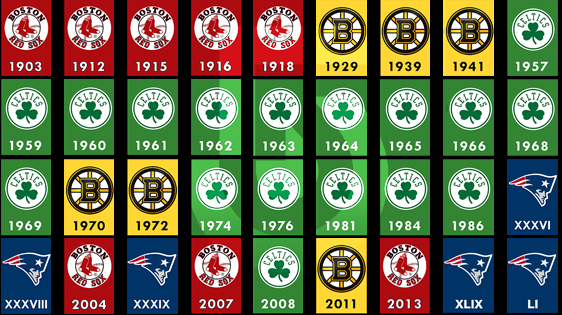 BOSTON RED SOX
1903
BOSTON RED SOX
1912
BOSTON RED SOX
1915
BOSTON RED SOX
1916
BOSTON RED SOX
1918
B
1929
B
1939
B
1941
CELTICS
1957
CELTICS
1959
CELTICS
1960
CELTICS
1961
CELTICS
1962
CELTICS
1963
CELTICS
1964
CELTICS
1965
CELTICS
1966
CELTICS
1968
CELTICS
1969
B
1970
B
1972
CELTICS
1974
CELTICS
1976
CELTICS
1981
CELTICS
1984
CELTICS
1986
XXXVI
XXXVIII
BOSTON RED SOX
2004
XXXIX
BOSTON RED SOX
2007
CELTICS
2008
B
2011
BOSTON RED SOX
2013
XLIX
LI